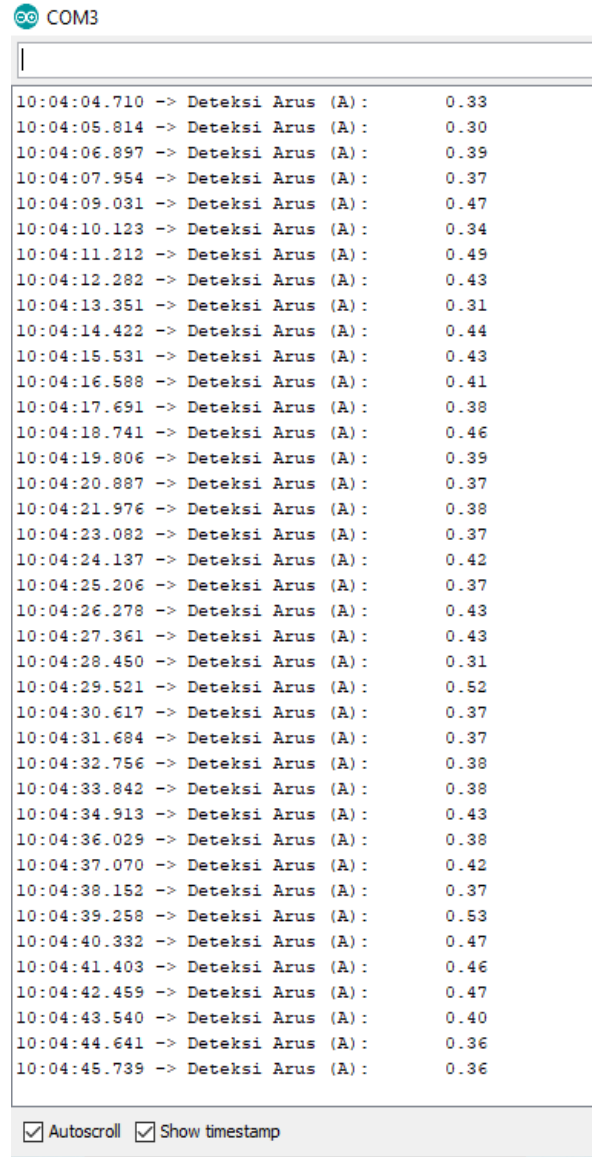 COM3
10:04:04.710 -> Deteksi Arus (A): 0.33
10:04:05.814 -> Deteksi Arus (A): 0.30
10:04:06.897 -> Deteksi Arus (A): 0.39
10:04:07.954 -> Deteksi Arus (A): 0.37
10:04:09.031 -> Deteksi Arus (A): 0.47
10:04:10.123 -> Deteksi Arus (A): 0.34
10:04:11.212 -> Deteksi Arus (A): 0.49
10:04:12.282 -> Deteksi Arus (A): 0.43
10:04:13.351 -> Deteksi Arus (A): 0.31
10:04:14.422 -> Deteksi Arus (A): 0.44
10:04:15.531 -> Deteksi Arus (A): 0.43
10:04:16.588 -> Deteksi Arus (A): 0.41
10:04:17.691 -> Deteksi Arus (A): 0.38
10:04:18.741 -> Deteksi Arus (A): 0.46
10:04:19.806 -> Deteksi Arus (A): 0.39
10:04:20.887 -> Deteksi Arus (A): 0.37
10:04:21.976 -> Deteksi Arus (A): 0.38
10:04:23.082 -> Deteksi Arus (A): 0.37
10:04:24.137 -> Deteksi Arus (A): 0.42
10:04:25.206 -> Deteksi Arus (A): 0.37
10:04:26.278 -> Deteksi Arus (A): 0.43
10:04:27.361 -> Deteksi Arus (A): 0.43
10:04:28.450 -> Deteksi Arus (A): 0.31
10:04:29.521 -> Deteksi Arus (A): 0.52
10:04:30.617 -> Deteksi Arus (A): 0.37
10:04:31.684 -> Deteksi Arus (A): 0.37
10:04:32.756 -> Deteksi Arus (A): 0.38
10:04:33.842 -> Deteksi Arus (A): 0.38
10:04:34.913 -> Deteksi Arus (A): 0.43
10:04:36.029 -> Deteksi Arus (A): 0.38
10:04:37.070 -> Deteksi Arus (A): 0.42
10:04:38.152 -> Deteksi Arus (A): 0.37
10:04:39.258 -> Deteksi Arus (A): 0.53
10:04:40.332 -> Deteksi Arus (A): 0.47
10:04:41.403 -> Deteksi Arus (A): 0.46
10:04:42.459 -> Deteksi Arus (A): 0.47
10:04:43.540 -> Deteksi Arus (A): 0.40
10:04:44.641 -> Deteksi Arus (A): 0.36
10:04:45.739 -> Deteksi Arus (A): 0.36
Autoscroll Show timestamp